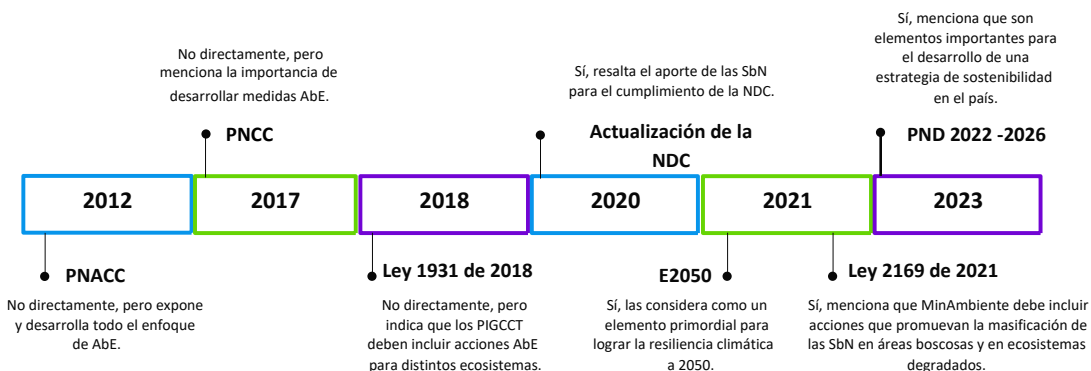 No directamente, pero
menciona la importancia de
desarrollar medidas AbE.
PNCC
Sí, resalta el aporte de las SbN
para el cumplimiento de la NDC.
Actualización de la
NDC
Sí, menciona que son
elementos importantes para
el desarrollo de una
estrategia de sostenibilidad
en el país.
PND 2022 -2026
2012
2017
2018
2020
2021
2023
PNACC
No directamente, pero expone
y desarrolla todo el enfoque
de AbE.
Ley 1931 de 2018
No directamente, pero
indica que los PIGCCT
deben incluir acciones AbE
para distintos ecosistemas.
E2050
Sí, las considera como un
elemento primordial para
lograr la resiliencia climática
a 2050.
Ley 2169 de 2021
Sí, menciona que MinAmbiente debe incluir
acciones que promuevan la masificación de
las SbN en áreas boscosas y en ecosistemas
degradados.